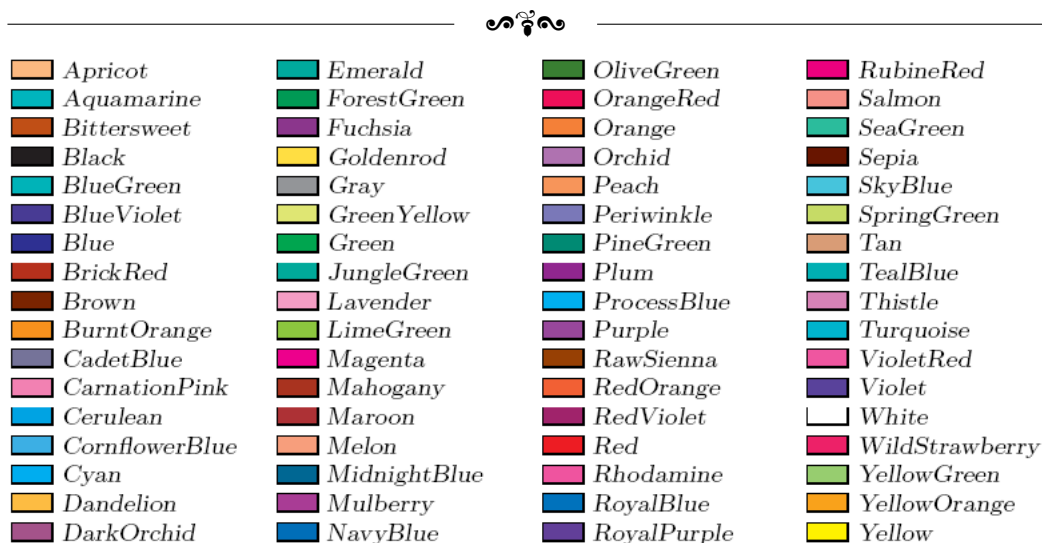 Apricot
Aquamarine
Bittersweet
Black
BlueGreen
BlueViolet
Blue
BrickRed
Brown
BurntOrange
CadetBlue
CarnationPink
Cerulean
CornflowerBlue
Cyan
Dandelion
DarkOrchid
Emerald
ForestGreen
Fuchsia
Goldenrod
Gray
GreenYellow
Green
JungleGreen
Lavender
LimeGreen
Magenta
Mahogany
Maroon
Melon
MidnightBlue
Mulberry
NavyBlue
OliveGreen
OrangeRed
Orange
Orchid
Peach
Periwinkle
PineGreen
Plum
ProcessBlue
Purple
RawSienna
RedOrange
RedViolet
Red
Rhodamine
RoyalBlue
RoyalPurple
RubineRed
Salmon
SeaGreen
Sepia
SkyBlue
SpringGreen
Tan
TealBlue
Thistle
Turquoise
VioletRed
Violet
White
WildStrawberry
YellowGreen
YellowOrange
Yellow